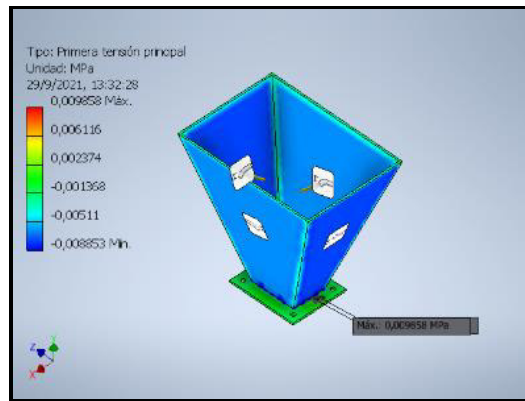 Tipo: Primera tensión principal
Unidad: MPa
29/9/2021, 13:32:28
0,009858 Máx.
0,006116
0,002374
-0,001368
-0,00511
-0,008853 Min.
Máx.: 0,009858 MPa
Z
Y
X